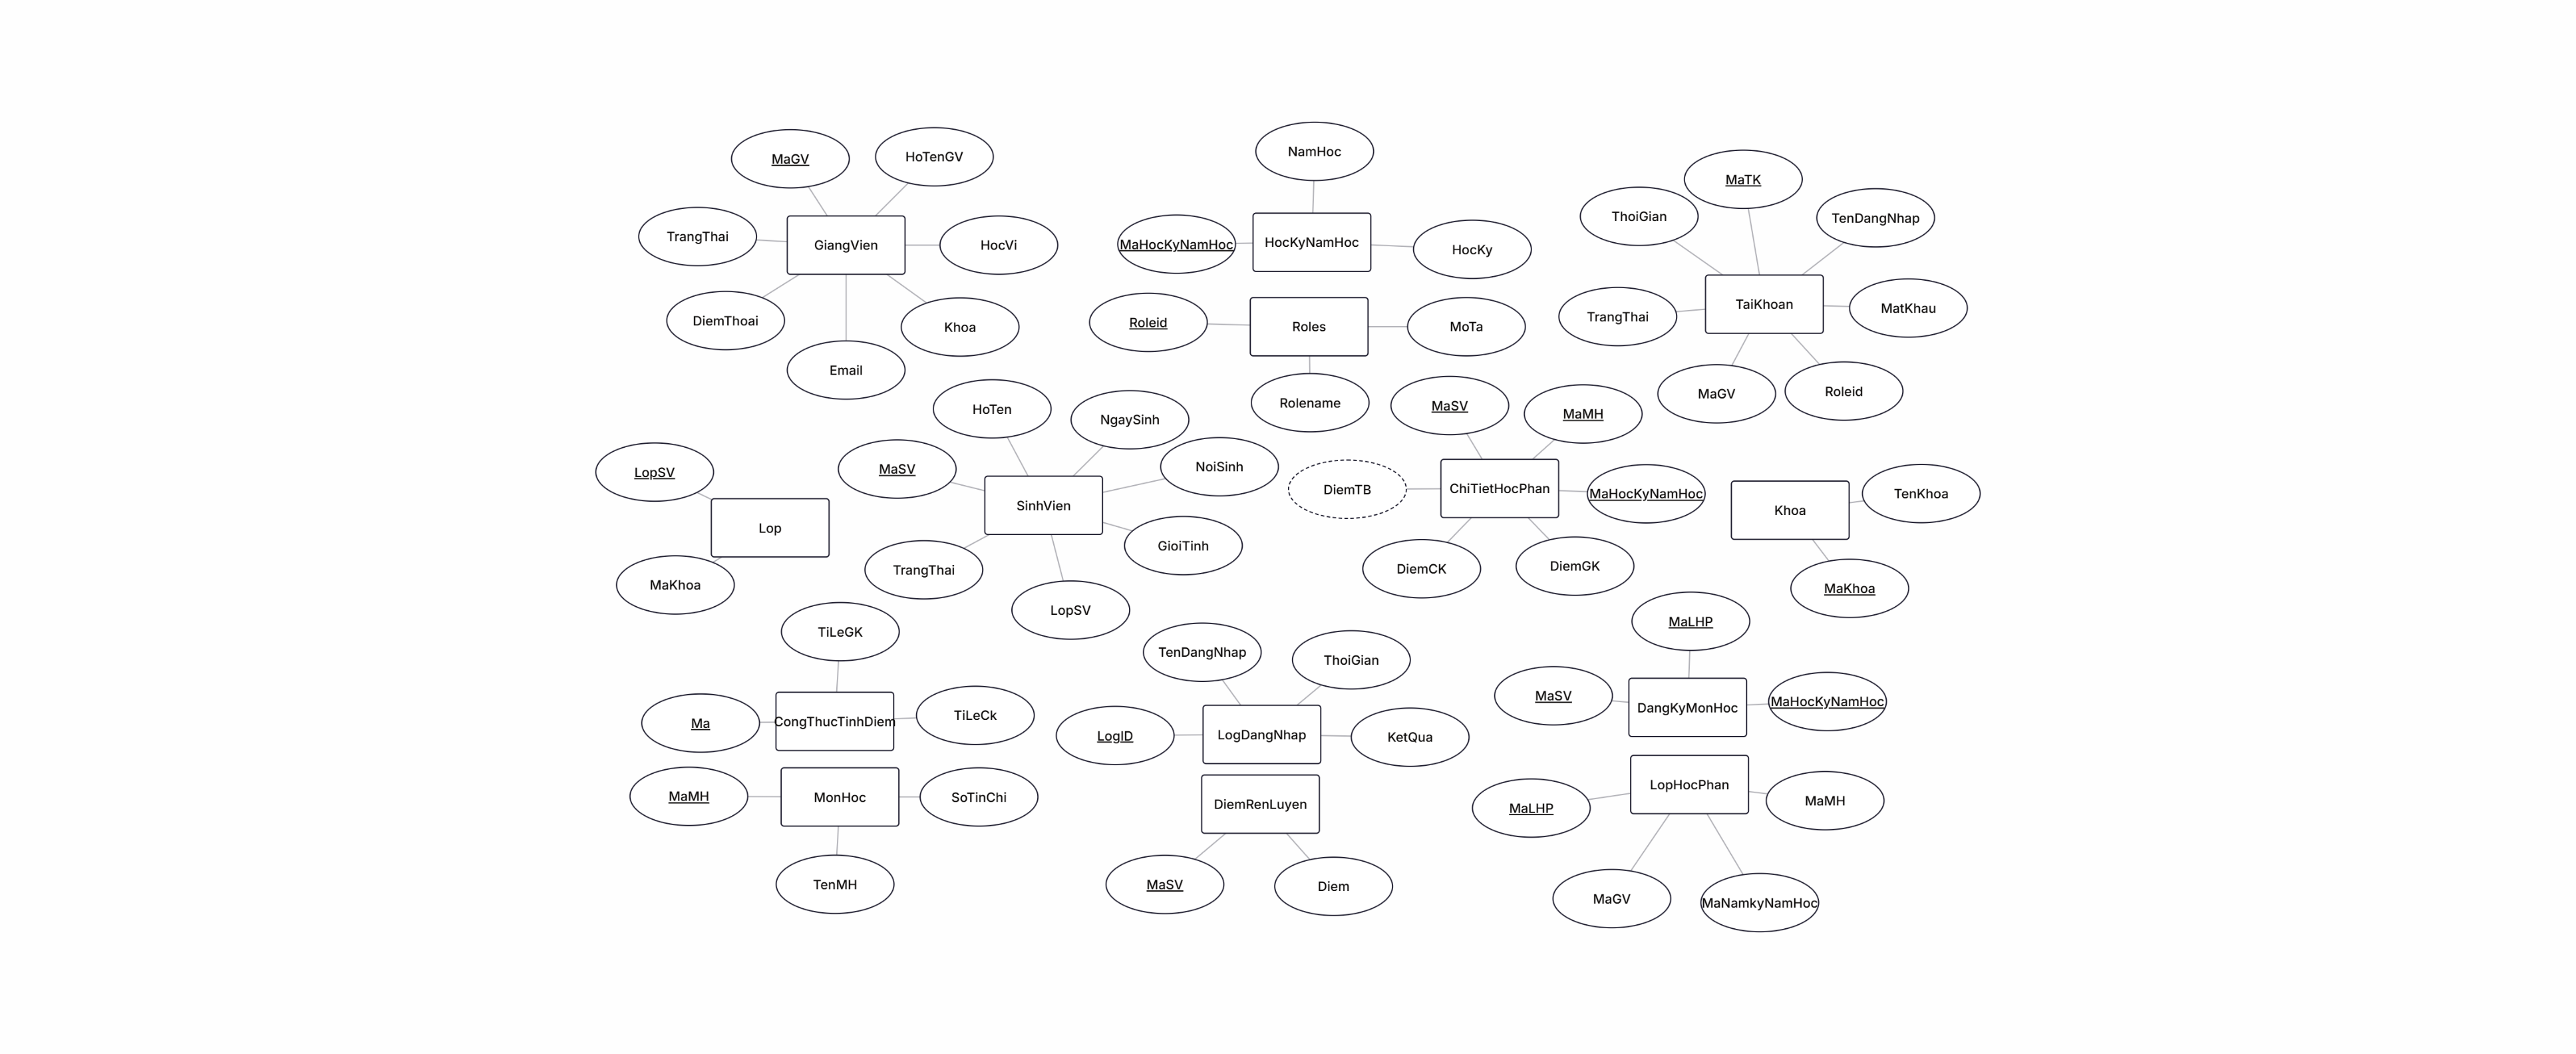 MaGV
HoTenGV
TrangThai
GiangVien
HocVi
DiemThoai
Khoa
Email
NamHoc
MaHocKyNamHoc
HocKyNamHoc
HocKy
Roleid
Roles
MoTa
Rolename
MaTK
ThoiGian
TenDangNhap
TaiKhoan
MatKhau
TrangThai
MaGV
Roleid
LopSV
Lop
MaKhoa
HoTen
NgaySinh
MaSV
NoiSinh
SinhVien
GioiTinh
TrangThai
LopSV
MaSV
MaMH
DiemTB
ChiTietHocPhan
MaHocKyNamHoc
DiemCK
DiemGK
TenKhoa
Khoa
MaKhoa
TiLeGK
Ma
CongThucTinhDiem
TiLeCk
MaMH
MonHoc
SoTinChi
TenMH
TenDangNhap
ThoiGian
LogID
LogDangNhap
KetQua
DiemRenLuyen
MaSV
Diem
MaLHP
MaSV
DangKyMonHoc
MaHocKyNamHoc
LopHocPhan
MaLHP
MaMH
MaGV
MaNamkyNamHoc